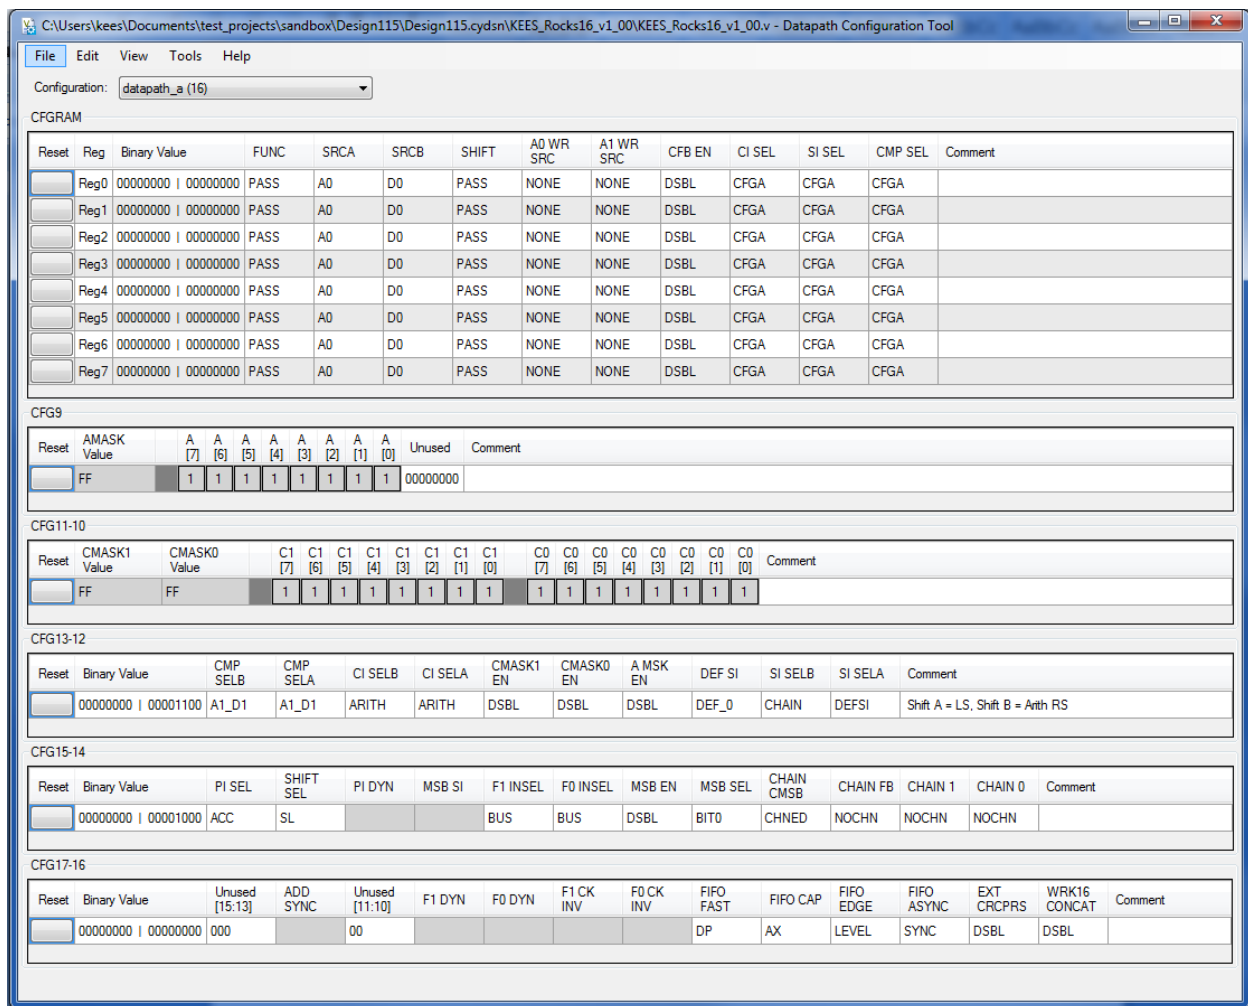 C:\Users\kees\Documents\test_projects\sandbox\Design115\Design115.cydsn\KEES_Rocks16_v1_00\KEES_Rocks16_v1_00.v - Datapath Configuration Tool
File Edit View Tools Help
Configuration: datapath_a (16)
CFGRAM
Reset Reg Binary Value FUNC SRCA SRCB SHIFT A0 WR SRC A1 WR SRC CFB EN CI SEL SI SEL CMP SEL Comment
Reg0 00000000 | 00000000 PASS A0 D0 PASS NONE NONE DSBL CFGA CFGA CFGA
Reg1 00000000 | 00000000 PASS A0 D0 PASS NONE NONE DSBL CFGA CFGA CFGA
Reg2 00000000 | 00000000 PASS A0 D0 PASS NONE NONE DSBL CFGA CFGA CFGA
Reg3 00000000 | 00000000 PASS A0 D0 PASS NONE NONE DSBL CFGA CFGA CFGA
Reg4 00000000 | 00000000 PASS A0 D0 PASS NONE NONE DSBL CFGA CFGA CFGA
Reg5 00000000 | 00000000 PASS A0 D0 PASS NONE NONE DSBL CFGA CFGA CFGA
Reg6 00000000 | 00000000 PASS A0 D0 PASS NONE NONE DSBL CFGA CFGA CFGA
Reg7 00000000 | 00000000 PASS A0 D0 PASS NONE NONE DSBL CFGA CFGA CFGA
CFG9
Reset AMASK Value A [7] A [6] A [5] A [4] A [3] A [2] A [1] A [0] Unused Comment
FF 1 1 1 1 1 1 1 1 00000000
CFG11-10
Reset CMASK1 Value CMASK0 Value C1 [7] C1 [6] C1 [5] C1 [4] C1 [3] C1 [2] C1 [1] C1 [0] C0 [7] C0 [6] C0 [5] C0 [4] C0 [3] C0 [2] C0 [1] C0 [0] Comment
FF FF 1 1 1 1 1 1 1 1 1 1 1 1 1 1 1 1
CFG13-12
Reset Binary Value CMP SELB CMP SELA CI SELB CI SELA CMASK1 EN CMASK0 EN A MSK EN DEF SI SI SELB SI SELA Comment
00000000 | 00001100 A1_D1 A1_D1 ARITH ARITH DSBL DSBL DSBL DEF_0 CHAIN DEFSI Shift A = LS, Shift B = Arith RS
CFG15-14
Reset Binary Value PI SEL SHIFT SEL PI DYN MSB SI F1 INSEL F0 INSEL MSB EN MSB SEL CHAIN CMSB CHAIN FB CHAIN 1 CHAIN 0 Comment
00000000 | 00001000 ACC SL BUS BUS DSBL BIT0 CHNED NOCHN NOCHN NOCHN
CFG17-16
Reset Binary Value Unused [15:13] ADD SYNC Unused [11:10] F1 DYN F0 DYN F1 CK INV F0 CK INV FIFO FAST FIFO CAP FIFO EDGE FIFO ASYNC EXT CRCPRS WRK16 CONCAT Comment
00000000 | 00000000 000 00 DP AX LEVEL SYNC DSBL DSBL